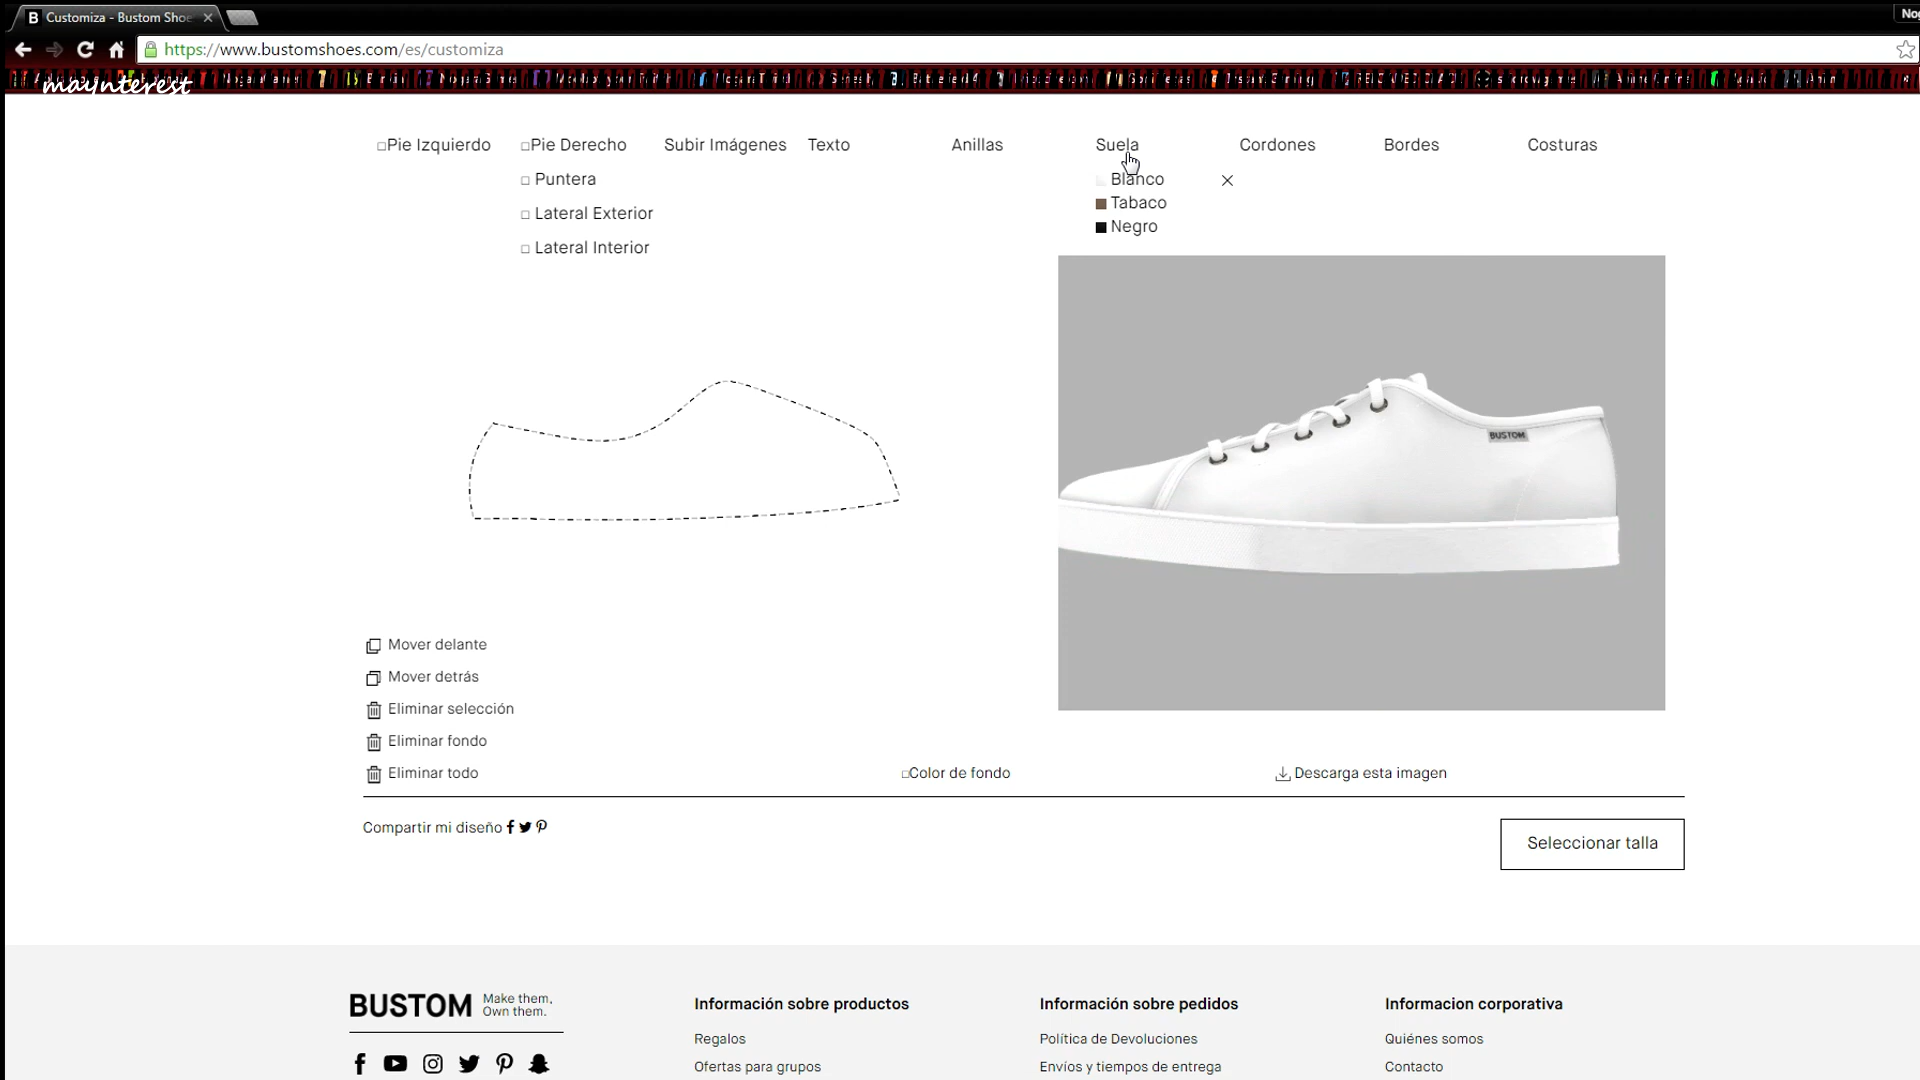 Customiza - Bustom Shoe
Nog
https://www.bustomshoes.com/es/customiza
maynterest
Pie Izquierdo
Pie Derecho
Subir Imágenes
Texto
Anillas
Suela
Cordones
Bordes
Costuras
Puntera
Lateral Exterior
Lateral Interior
Blanco
Tabaco
Negro
BUSTOM
Mover delante
Mover detrás
Eliminar selección
Eliminar fondo
Eliminar todo
Color de fondo
Descarga esta imagen
Compartir mi diseño
Seleccionar talla
BUSTOM
Make them,
Own them.
Información sobre productos
Regalos
Ofertas para grupos
Información sobre pedidos
Política de Devoluciones
Envíos y tiempos de entrega
Informacion corporativa
Quiénes somos
Contacto